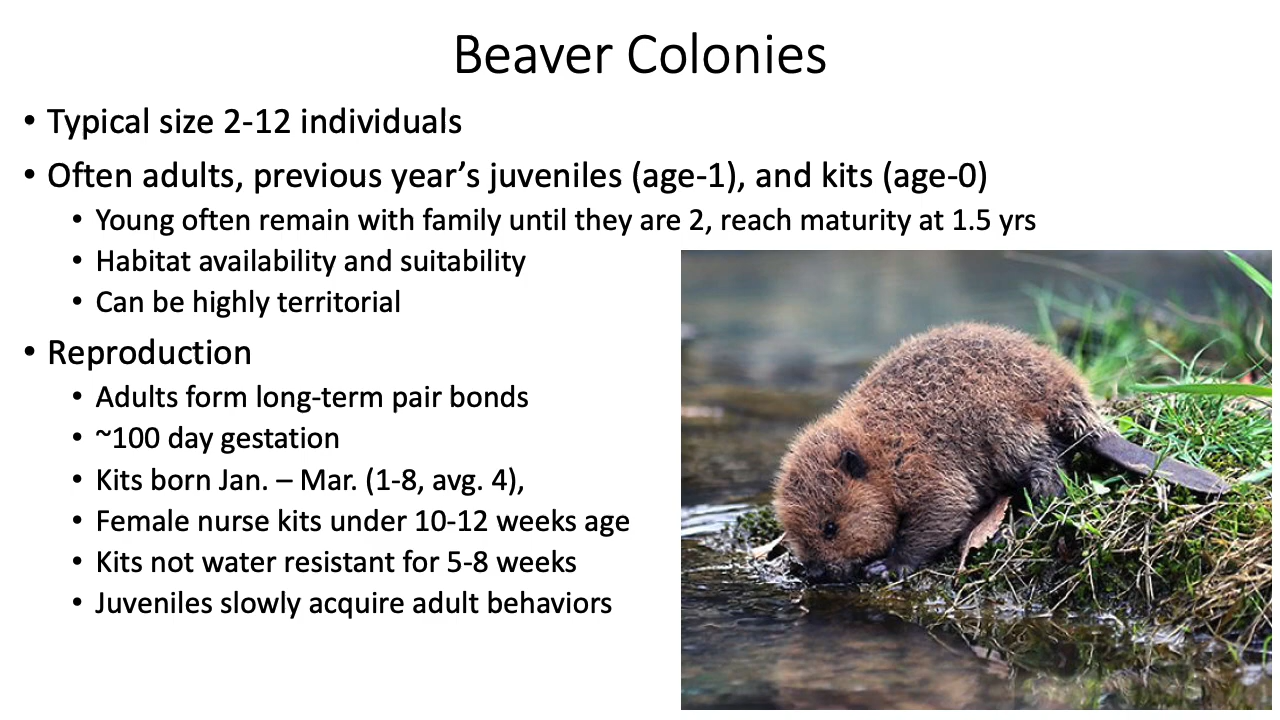 Beaver Colonies
• Typical size 2-12 individuals
• Often adults, previous year’s juveniles (age-1), and kits (age-0)
• Young often remain with family until they are 2, reach maturity at 1.5 yrs
• Habitat availability and suitability
• Can be highly territorial
• Reproduction
• Adults form long-term pair bonds
• ~100 day gestation
• Kits born Jan. – Mar. (1-8, avg. 4),
• Female nurse kits under 10-12 weeks age
• Kits not water resistant for 5-8 weeks
• Juveniles slowly acquire adult behaviors